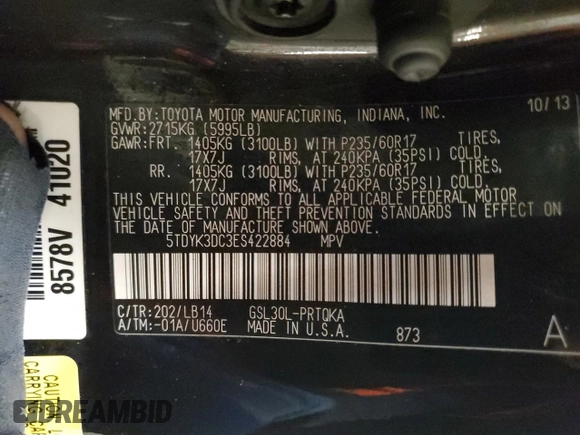 MFD.BY:TOYOTA MOTOR MANUFACTURING, INDIANA, INC. 10/13
GVWR:2715KG (5995LB)
GAWR:FRT. 1405KG (3100LB) WITH P235/60R17 TIRES,
17X7J RIMS, AT 240KPA (35PSI) COLD.
RR. 1405KG (3100LB) WITH P235/60R17 TIRES,
17X7J RIMS, AT 240KPA (35PSI) COLD.
THIS VEHICLE CONFORMS TO ALL APPLICABLE FEDERAL MOTOR
VEHICLE SAFETY AND THEFT PREVENTION STANDARDS IN EFFECT ON
THE DATE OF MANUFACTURE SHOWN ABOVE.
5TDYK3DC3ES422884 MPV
C/TR:202/LB14 GSL30L-PRTQKA
A/TM:-01A/U660E MADE IN U.S.A. 873 A
8578V 41020
DREAMBID